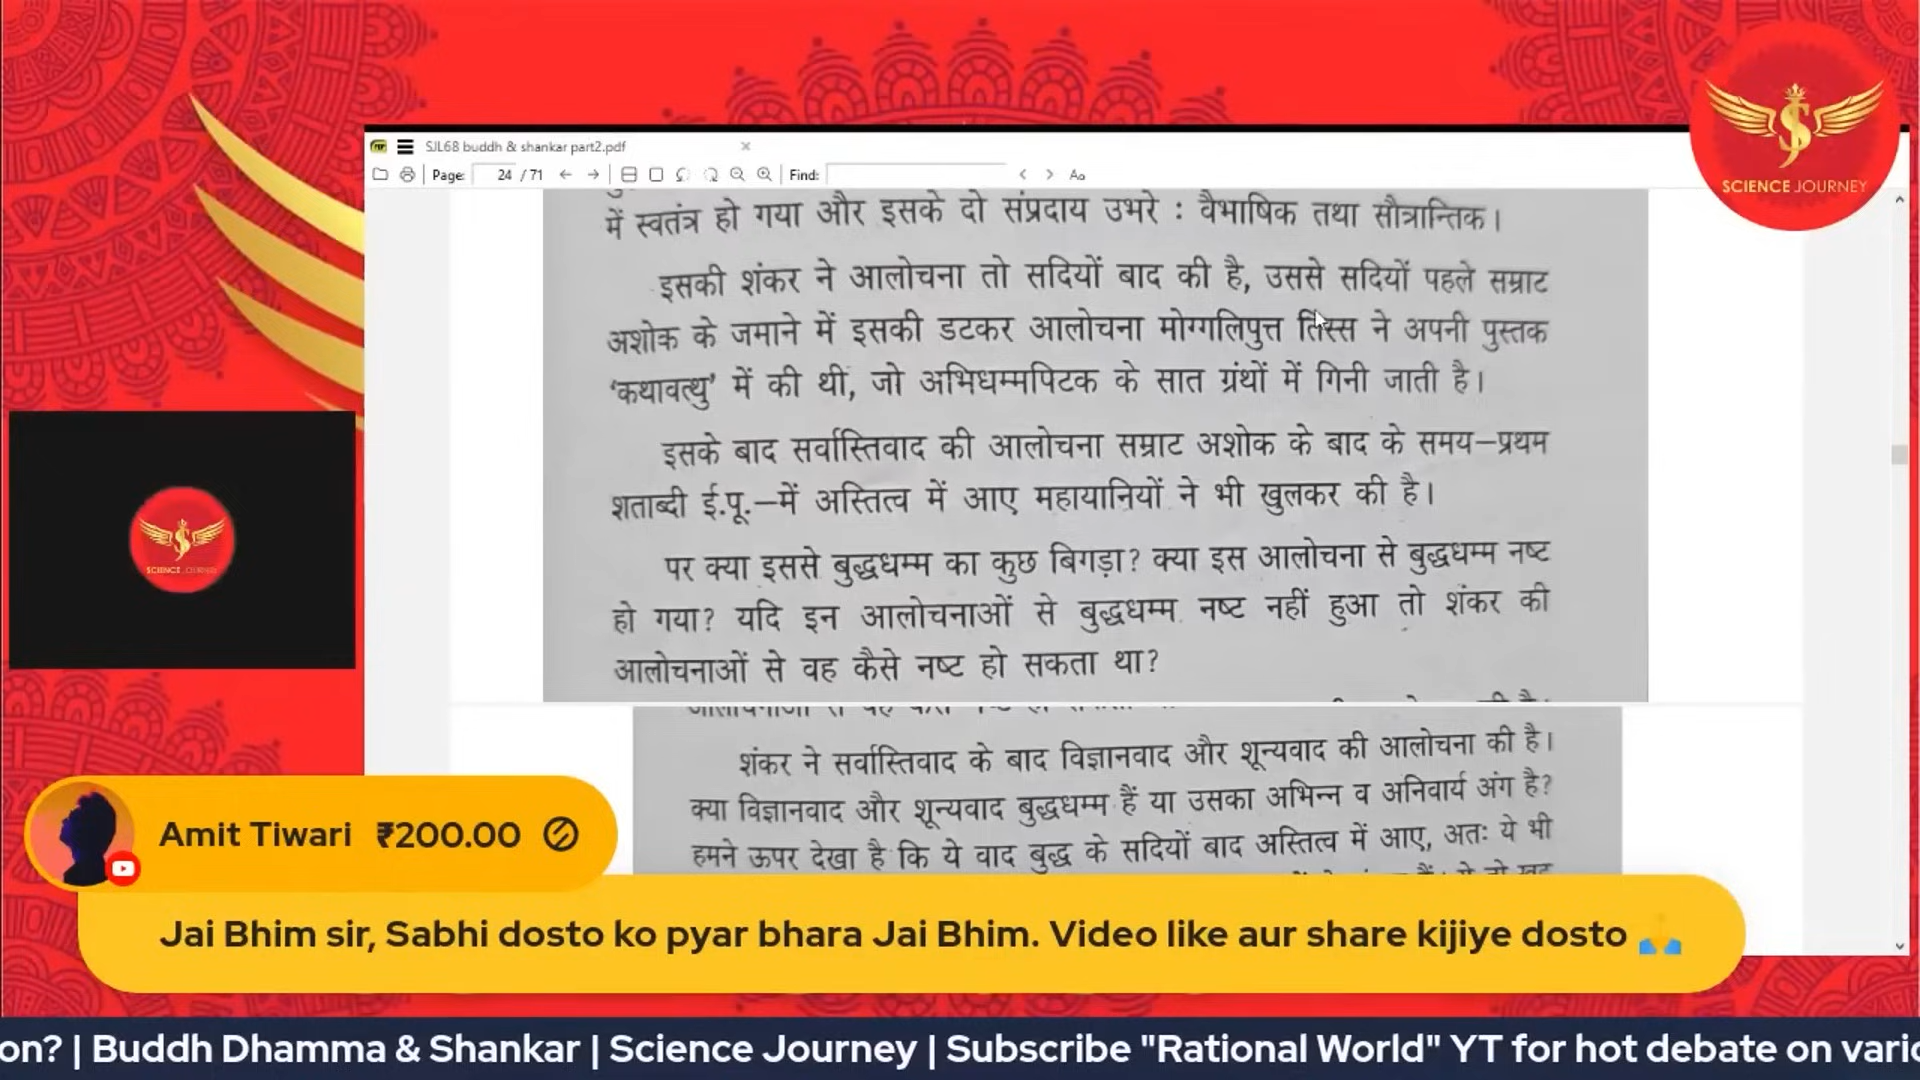 SJL68 buddh & shankar part2.pdf
Page: 24 / 71 Find: Aa
में स्वतंत्र हो गया और इसके दो संप्रदाय उभरे : वैभाषिक तथा सौत्रान्तिक।
इसकी शंकर ने आलोचना तो सदियों बाद की है, उससे सदियों पहले सम्राट
अशोक के जमाने में इसकी डटकर आलोचना मोग्गलिपुत्त तिस्स ने अपनी पुस्तक
‘कथावत्थु’ में की थी, जो अभिधम्मपिटक के सात ग्रंथों में गिनी जाती है।
इसके बाद सर्वास्तिवाद की आलोचना सम्राट अशोक के बाद के समय–प्रथम
शताब्दी ई.पू.–में अस्तित्व में आए महायानियों ने भी खुलकर की है।
पर क्या इससे बुद्धधम्म का कुछ बिगड़ा? क्या इस आलोचना से बुद्धधम्म नष्ट
हो गया? यदि इन आलोचनाओं से बुद्धधम्म नष्ट नहीं हुआ तो शंकर की
आलोचनाओं से वह कैसे नष्ट हो सकता था?
शंकर ने सर्वास्तिवाद के बाद विज्ञानवाद और शून्यवाद की आलोचना की है।
क्या विज्ञानवाद और शून्यवाद बुद्धधम्म हैं या उसका अभिन्न व अनिवार्य अंग है?
हमने ऊपर देखा है कि ये वाद बुद्ध के सदियों बाद अस्तित्व में आए, अतः ये भी
SCIENCE JOURNEY
SCIENCE JOURNEY
Amit Tiwari ₹200.00
Jai Bhim sir, Sabhi dosto ko pyar bhara Jai Bhim. Video like aur share kijiye dosto 🙏
on? | Buddh Dhamma & Shankar | Science Journey | Subscribe "Rational World" YT for hot debate on vario